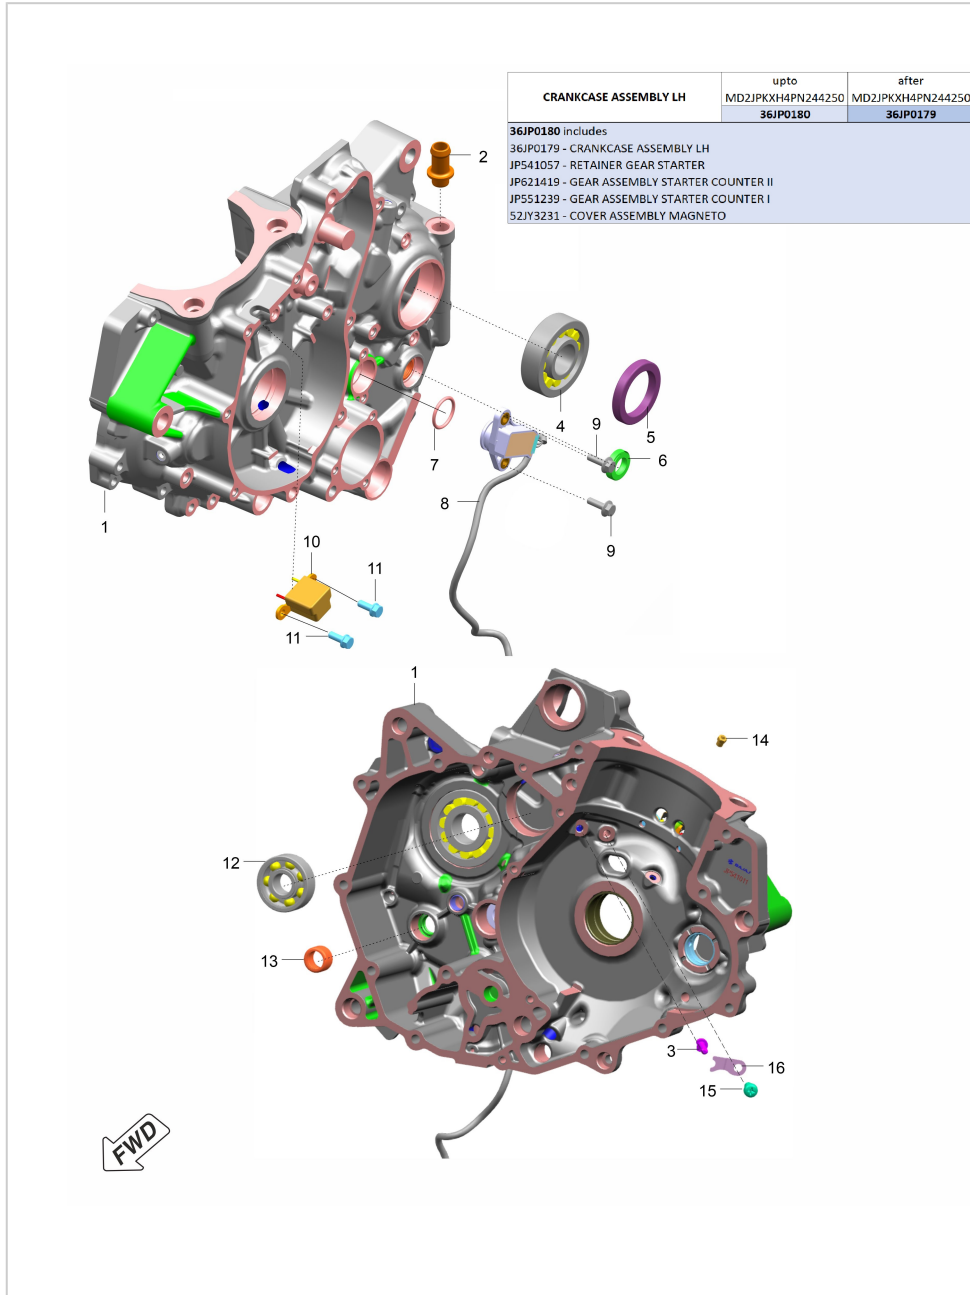 CRANKCASE ASSEMBLY LH
upto
after
MD2JPKXH4PN244250
MD2JPKXH4PN244250
36JP0180
36JP0179
36JP0180 includes
36JP0179 - CRANKCASE ASSEMBLY LH
JP541057 - RETAINER GEAR STARTER
JP621419 - GEAR ASSEMBLY STARTER COUNTER II
JP551239 - GEAR ASSEMBLY STARTER COUNTER I
52JY3231 - COVER ASSEMBLY MAGNETO
2
4
5
9
6
7
8
9
1
10
11
11
1
14
12
13
3
16
15
FWD